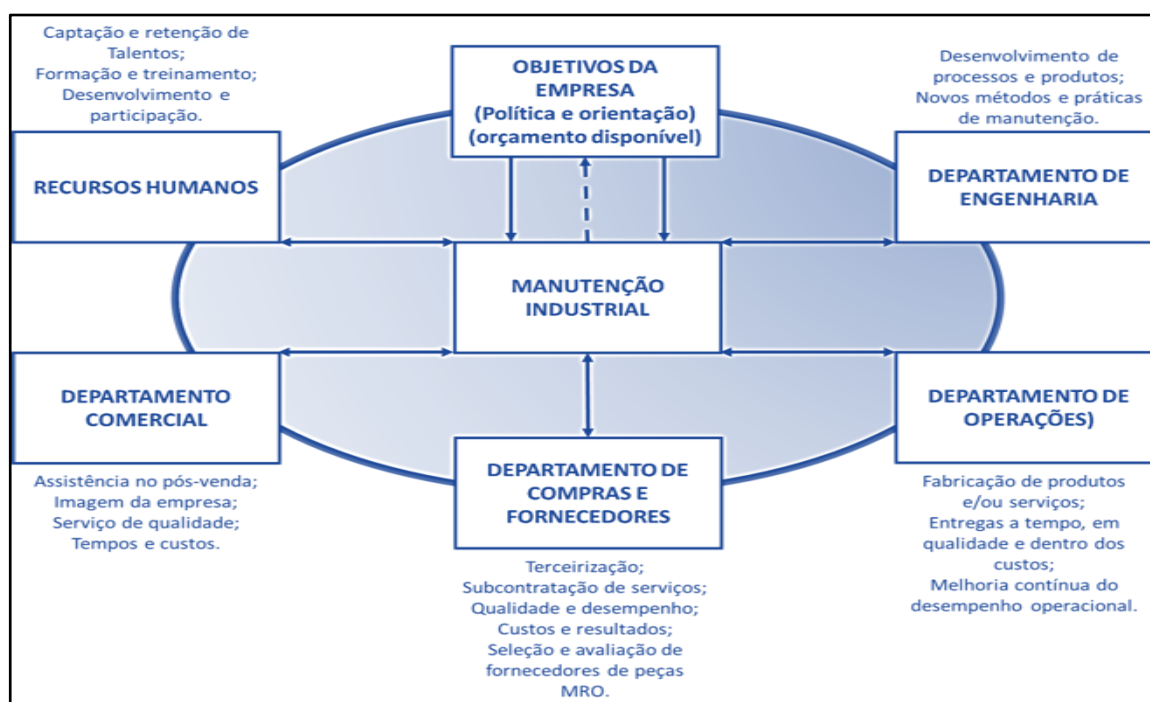 Captação e retenção de
Talentos;
Formação e treinamento;
Desenvolvimento e
participação.
RECURSOS HUMANOS
OBJETIVOS DA
EMPRESA
(Política e orientação)
(orçamento disponível)
Desenvolvimento de
processos e produtos;
Novos métodos e práticas
de manutenção.
DEPARTAMENTO DE
ENGENHARIA
MANUTENÇÃO
INDUSTRIAL
DEPARTAMENTO
COMERCIAL
Assistência no pós-venda;
Imagem da empresa;
Serviço de qualidade;
Tempos e custos.
DEPARTAMENTO DE
COMPRAS E
FORNECEDORES
Terceirização;
Subcontratação de serviços;
Qualidade e desempenho;
Custos e resultados;
Seleção e avaliação de
fornecedores de peças
MRO.
DEPARTAMENTO DE
OPERAÇÕES)
Fabricação de produtos
e/ou serviços;
Entregas a tempo, em
qualidade e dentro dos
custos;
Melhoria contínua do
desempenho operacional.